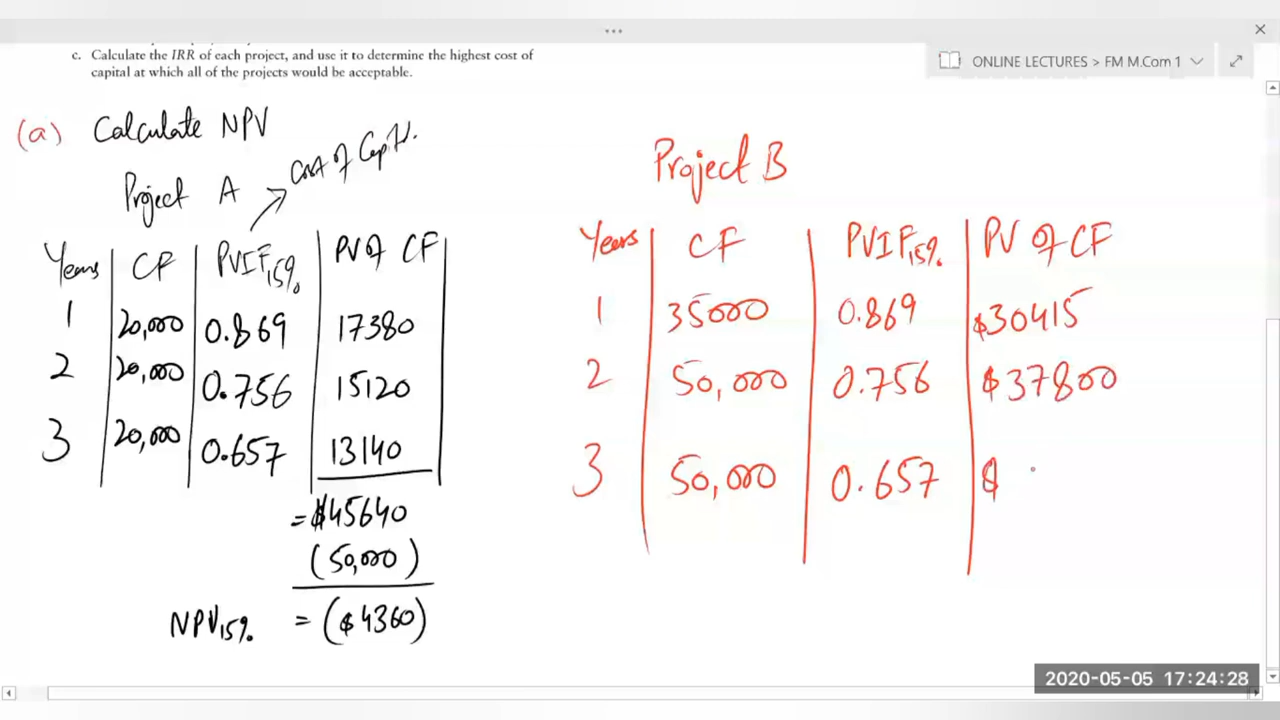 c. Calculate the IRR of each project, and use it to determine the highest cost of
capital at which all of the projects would be acceptable.
ONLINE LECTURES > FM M.Com 1
(a) Calculate NPV
Cost of Capitl.
Project A
Years CF PVIF15% PV of CF
1 20,000 0.869 17380
2 20,000 0.756 15120
3 20,000 0.657 13140
= $45640
(50,000)
NPV15% = ($4360)
Project B
Years CF PVIF15% PV of CF
1 35000 0.869 $30415
2 50,000 0.756 $37800
3 50,000 0.657 $
2020-05-05 17:24:28